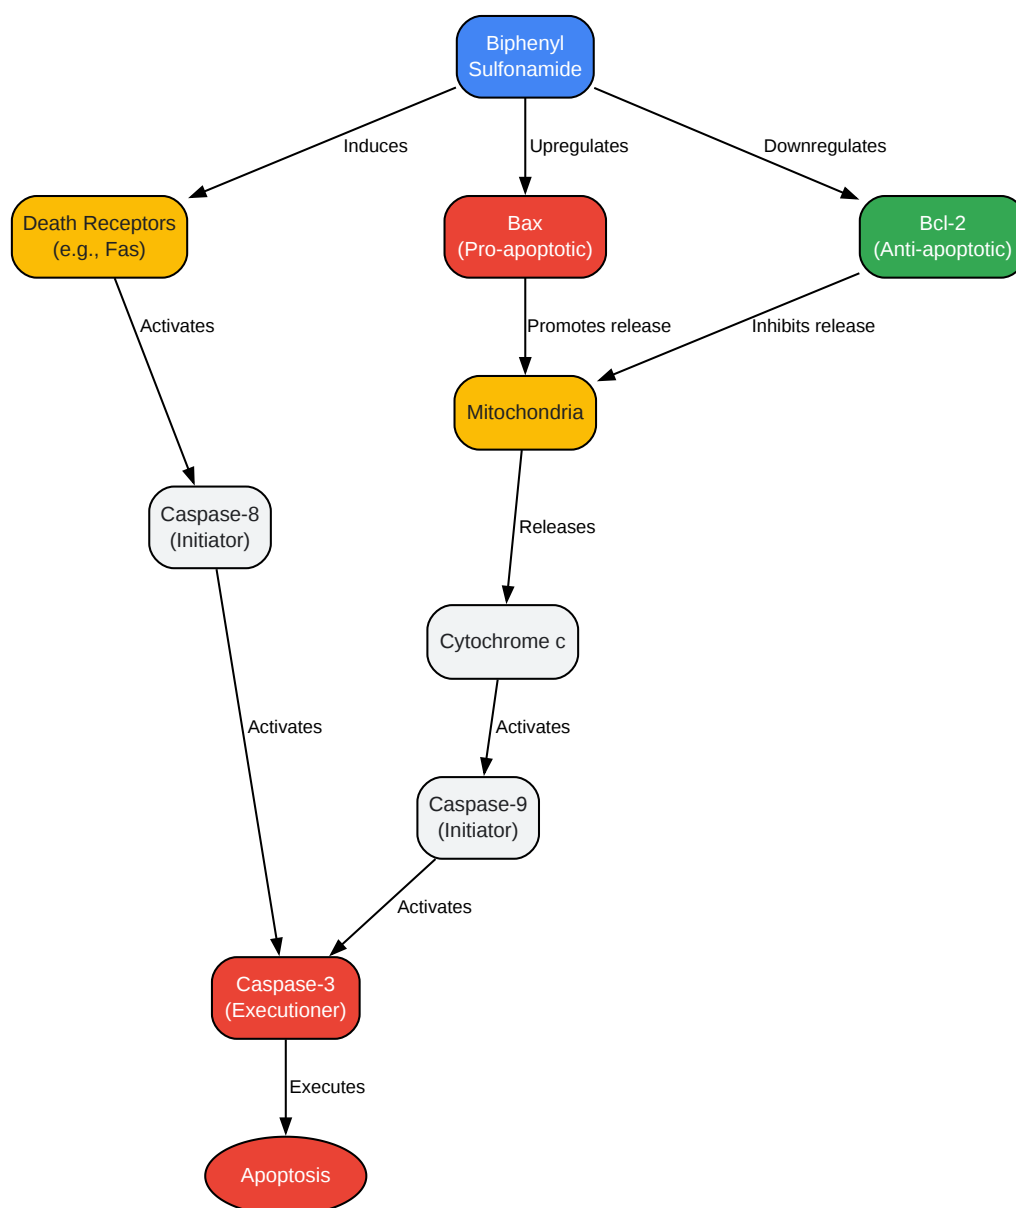 Biphenyl
Sulfonamide
Induces
Upregulates
Downregulates
Death Receptors
(e.g., Fas)
Bax
(Pro-apoptotic)
Bcl-2
(Anti-apoptotic)
Activates
Promotes release
Inhibits release
Mitochondria
Caspase-8
(Initiator)
Releases
Cytochrome c
Activates
Activates
Caspase-9
(Initiator)
Activates
Caspase-3
(Executioner)
Executes
Apoptosis